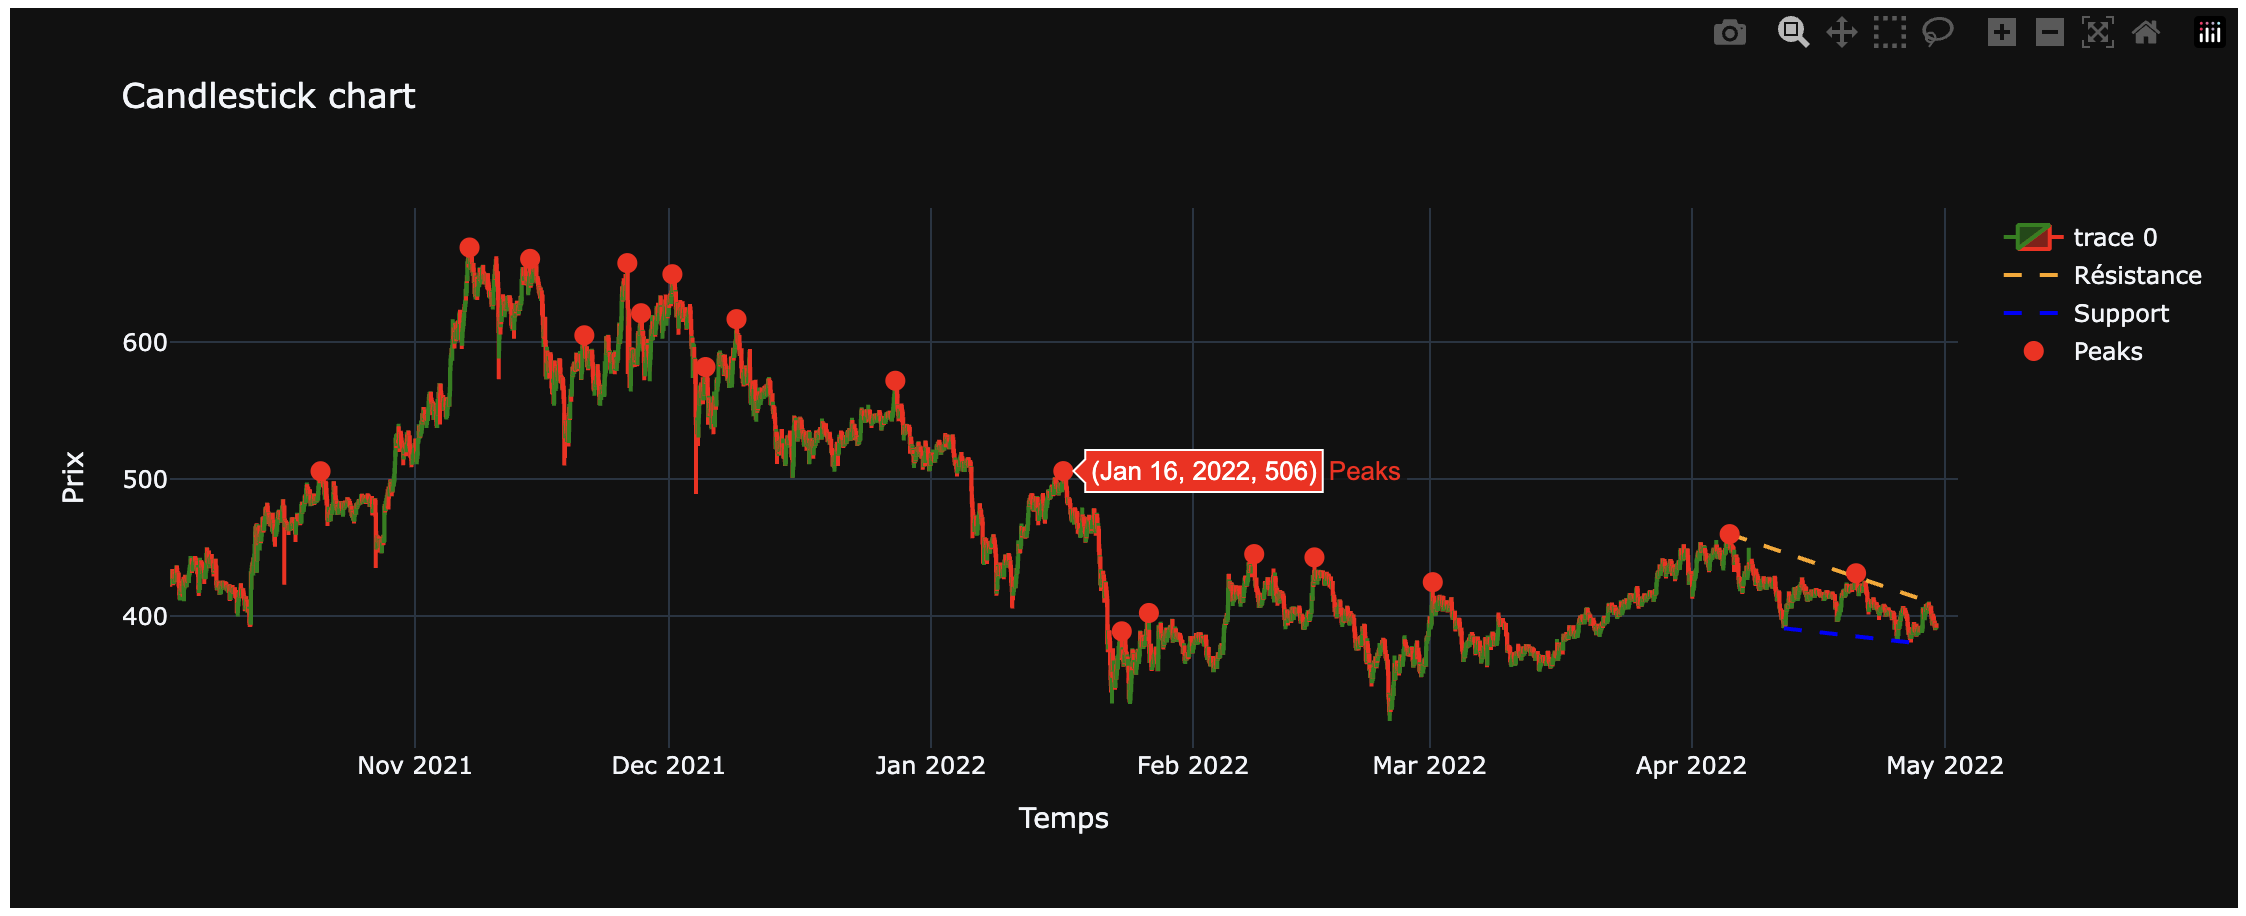 Candlestick chart
trace 0
Résistance
Support
Peaks
600
500
400
Prix
(Jan 16, 2022, 506) Peaks
Nov 2021
Dec 2021
Jan 2022
Feb 2022
Mar 2022
Apr 2022
May 2022
Temps